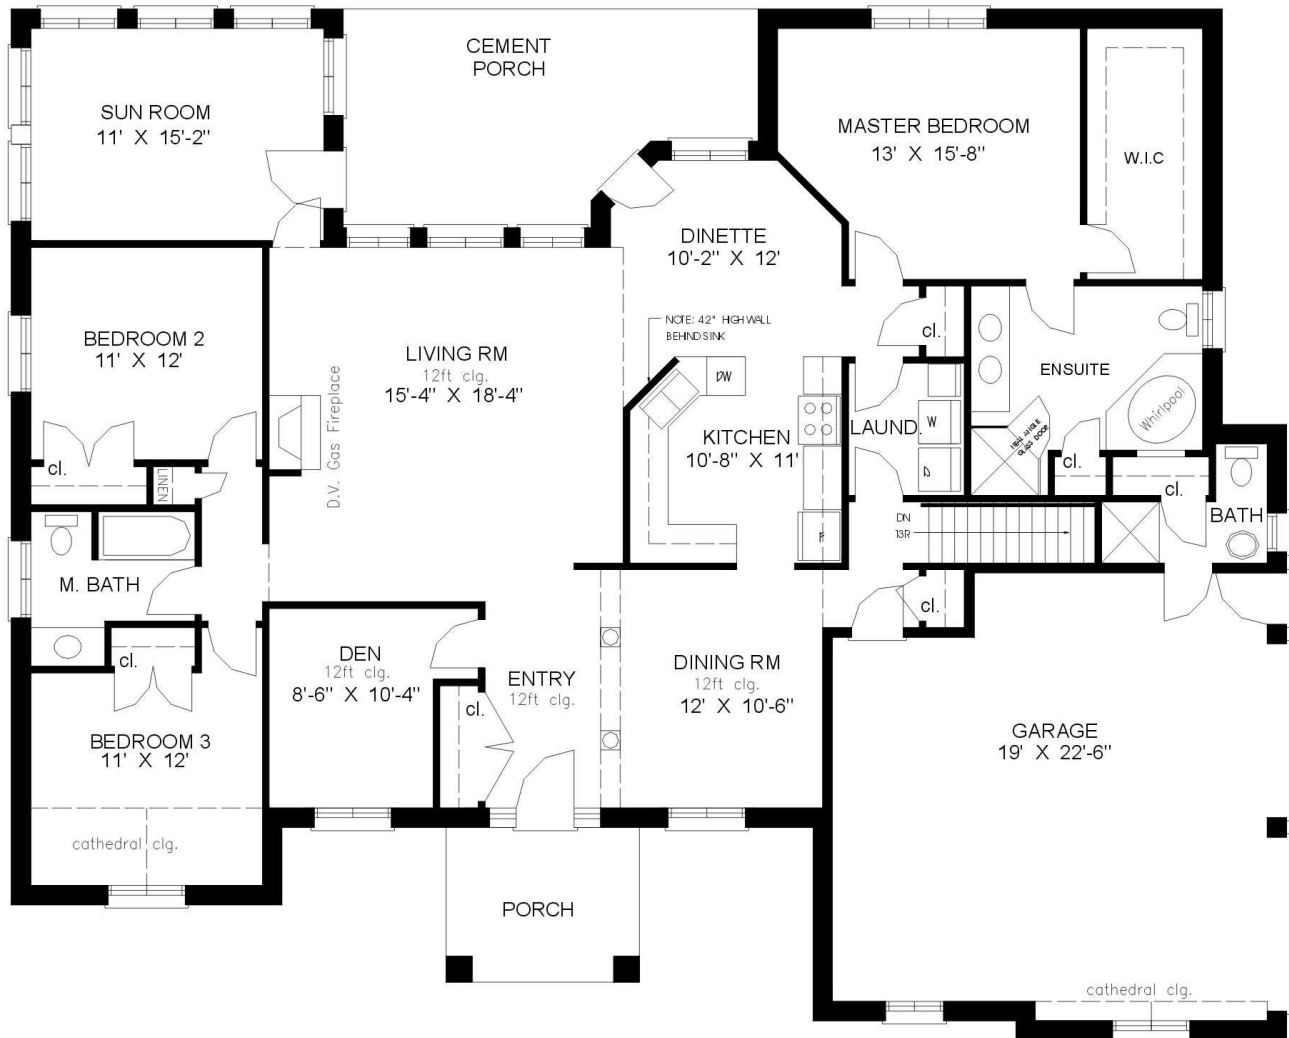 CEMENT
PORCH
SUN ROOM
11' X 15'-2"
MASTER BEDROOM
13' X 15'-8"
W.I.C
DINETTE
10'-2" X 12'
NOTE: 42" HIGH WALL
BEHIND SINK
BEDROOM 2
11' X 12'
LIVING RM
12ft clg.
15'-4" X 18'-4"
D.V. Gas Fireplace
DW
cl.
ENSUITE
Whirlpool
GLASS DOOR
KITCHEN
10'-8" X 11'
LAUND.
W
D
cl.
LINEN
cl.
cl.
BATH
DN
13R
F
M. BATH
cl.
cl.
DEN
12ft clg.
8'-6" X 10'-4"
ENTRY
12ft clg.
cl.
DINING RM
12ft clg.
12' X 10'-6"
BEDROOM 3
11' X 12'
cathedral clg.
GARAGE
19' X 22'-6"
PORCH
cathedral clg.